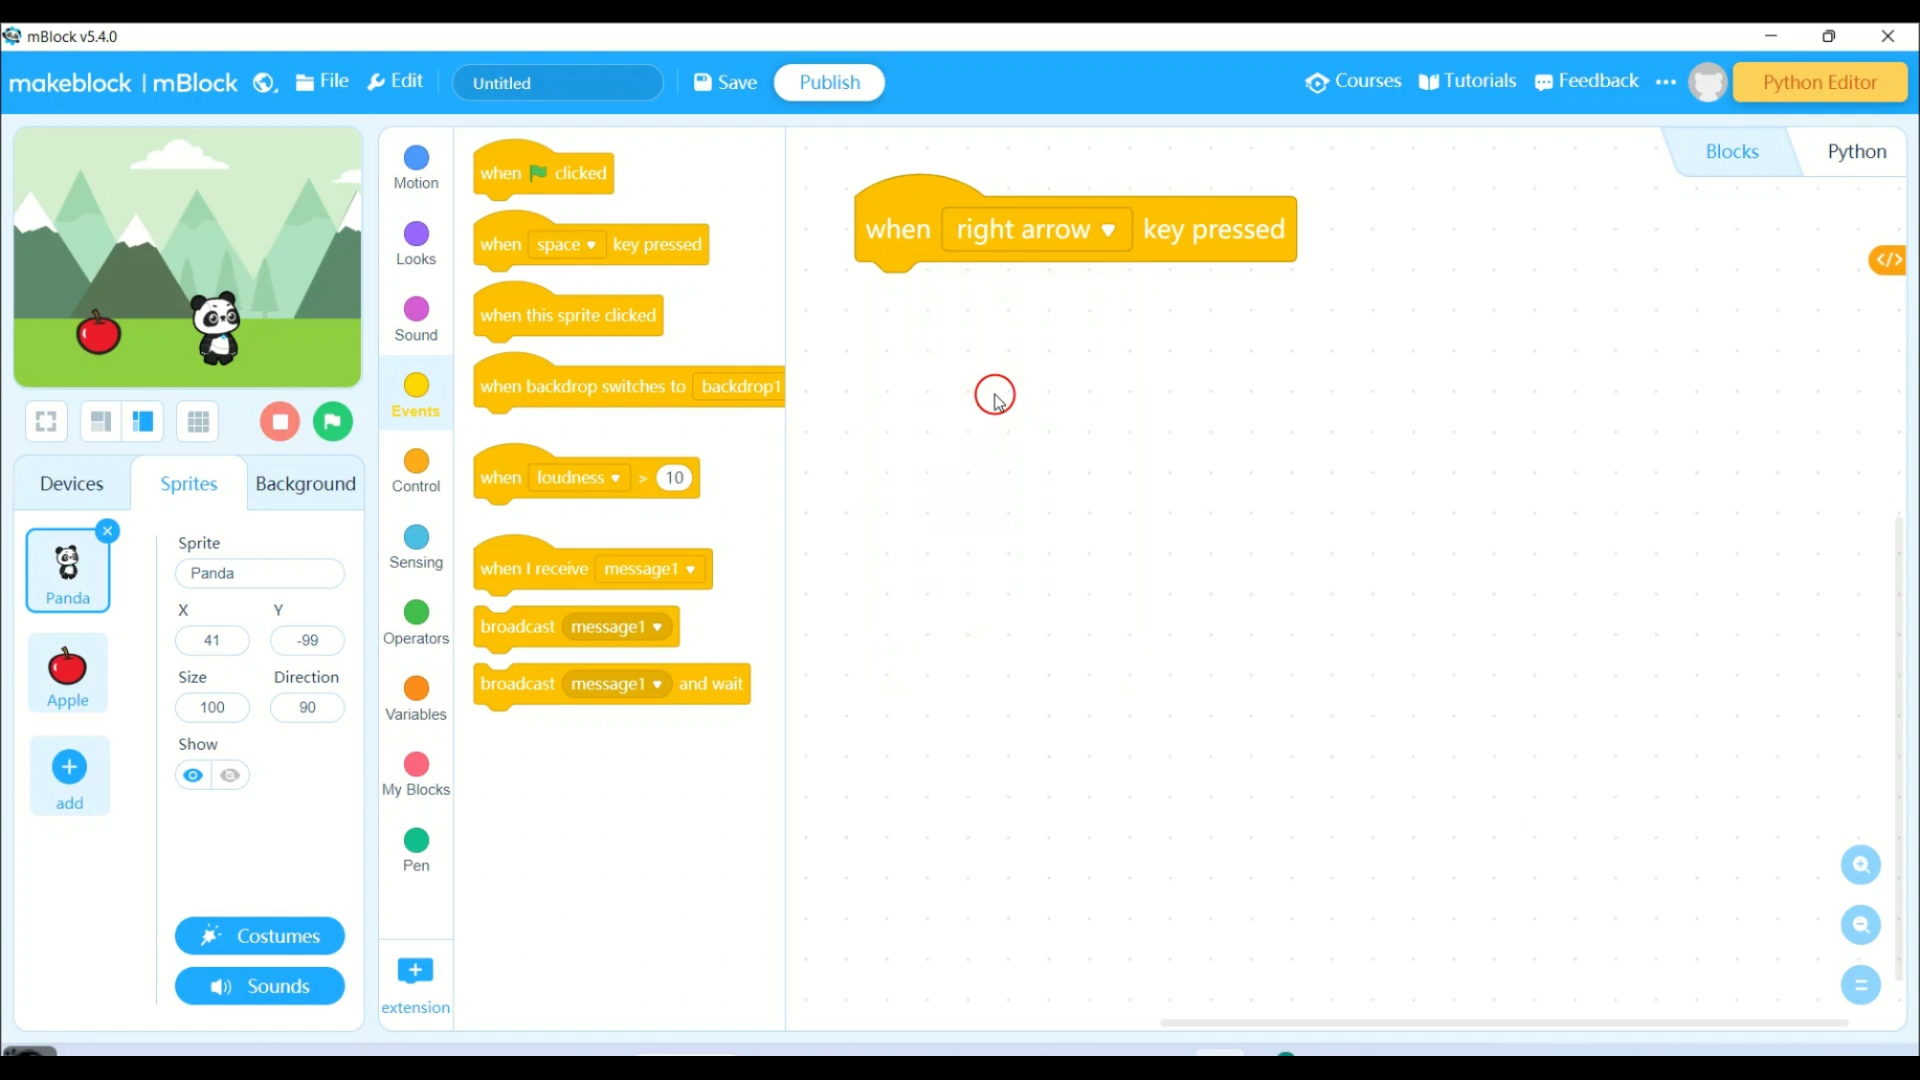 mBlock v5.4.0
makeblock | mBlock File Edit Untitled Save Publish Courses Tutorials Feedback Python Editor
Blocks Python
Motion
Looks
Sound
Events
Control
Sensing
Operators
Variables
My Blocks
Pen
extension
when clicked
when space key pressed
when this sprite clicked
when backdrop switches to backdrop1
when loudness > 10
when I receive message1
broadcast message1
broadcast message1 and wait
when right arrow key pressed
</>
Devices Sprites Background
Panda
Apple
add
Sprite
Panda
X Y
41 -99
Size Direction
100 90
Show
Costumes
Sounds